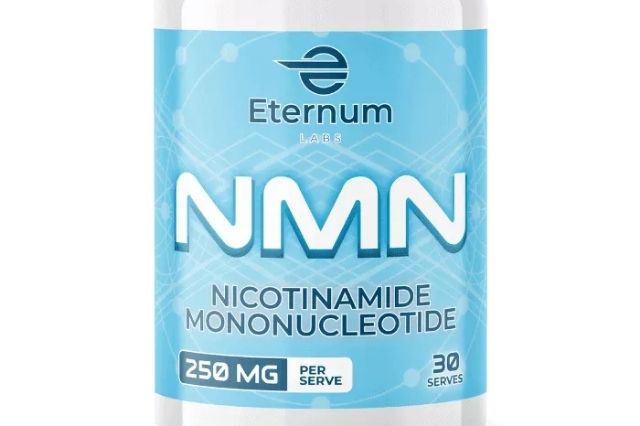 Eternum
LABS
NMN
NICOTINAMIDE
MONONUCLEOTIDE
250 MG PER SERVE
30 SERVES